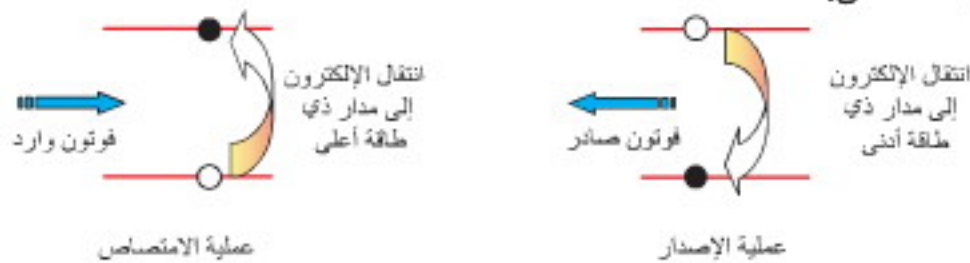 انتقال الإلكترون
إلى مدار ذي
طاقة أدنى
فوتون صادر
عملية الإصدار
انتقال الإلكترون
إلى مدار ذي
طاقة أعلى
فوتون وارد
عملية الامتصاص